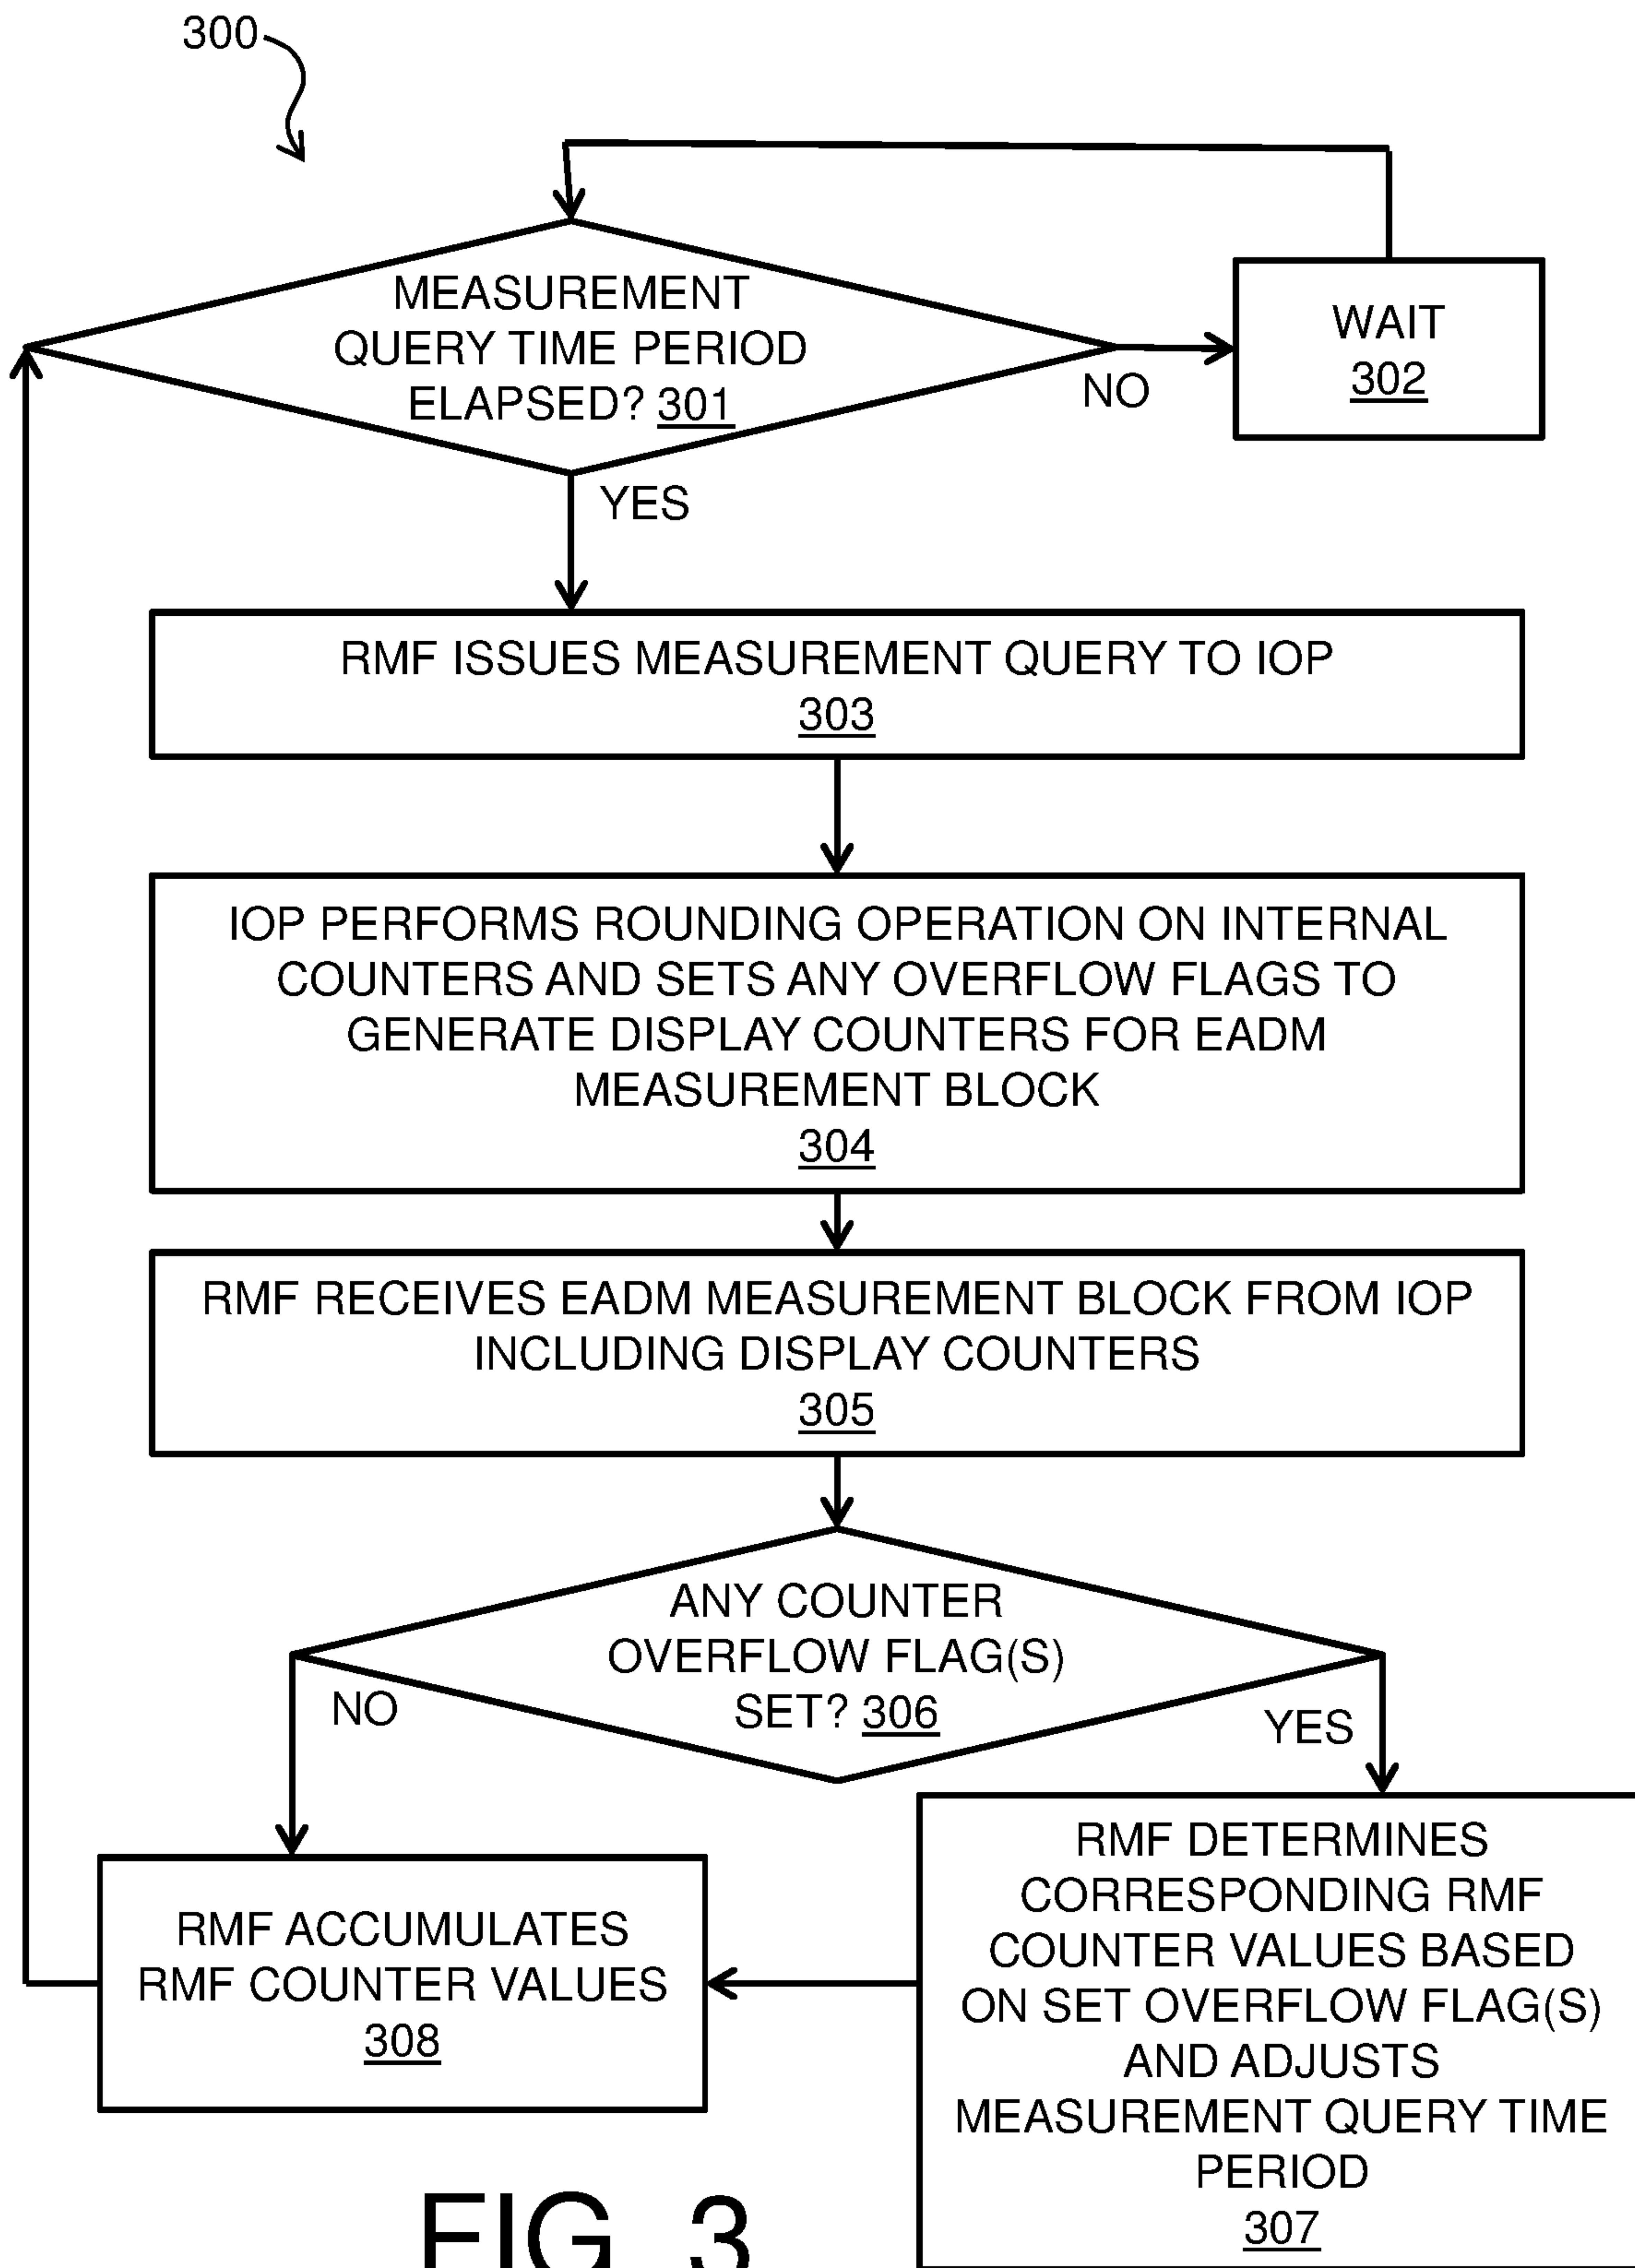 300
MEASUREMENT
QUERY TIME PERIOD
ELAPSED? 301
NO
WAIT
302
YES
RMF ISSUES MEASUREMENT QUERY TO IOP
303
IOP PERFORMS ROUNDING OPERATION ON INTERNAL
COUNTERS AND SETS ANY OVERFLOW FLAGS TO
GENERATE DISPLAY COUNTERS FOR EADM
MEASUREMENT BLOCK
304
RMF RECEIVES EADM MEASUREMENT BLOCK FROM IOP
INCLUDING DISPLAY COUNTERS
305
ANY COUNTER
OVERFLOW FLAG(S)
SET? 306
NO
YES
RMF ACCUMULATES
RMF COUNTER VALUES
308
RMF DETERMINES
CORRESPONDING RMF
COUNTER VALUES BASED
ON SET OVERFLOW FLAG(S)
AND ADJUSTS
MEASUREMENT QUERY TIME
PERIOD
307
FIG. 3